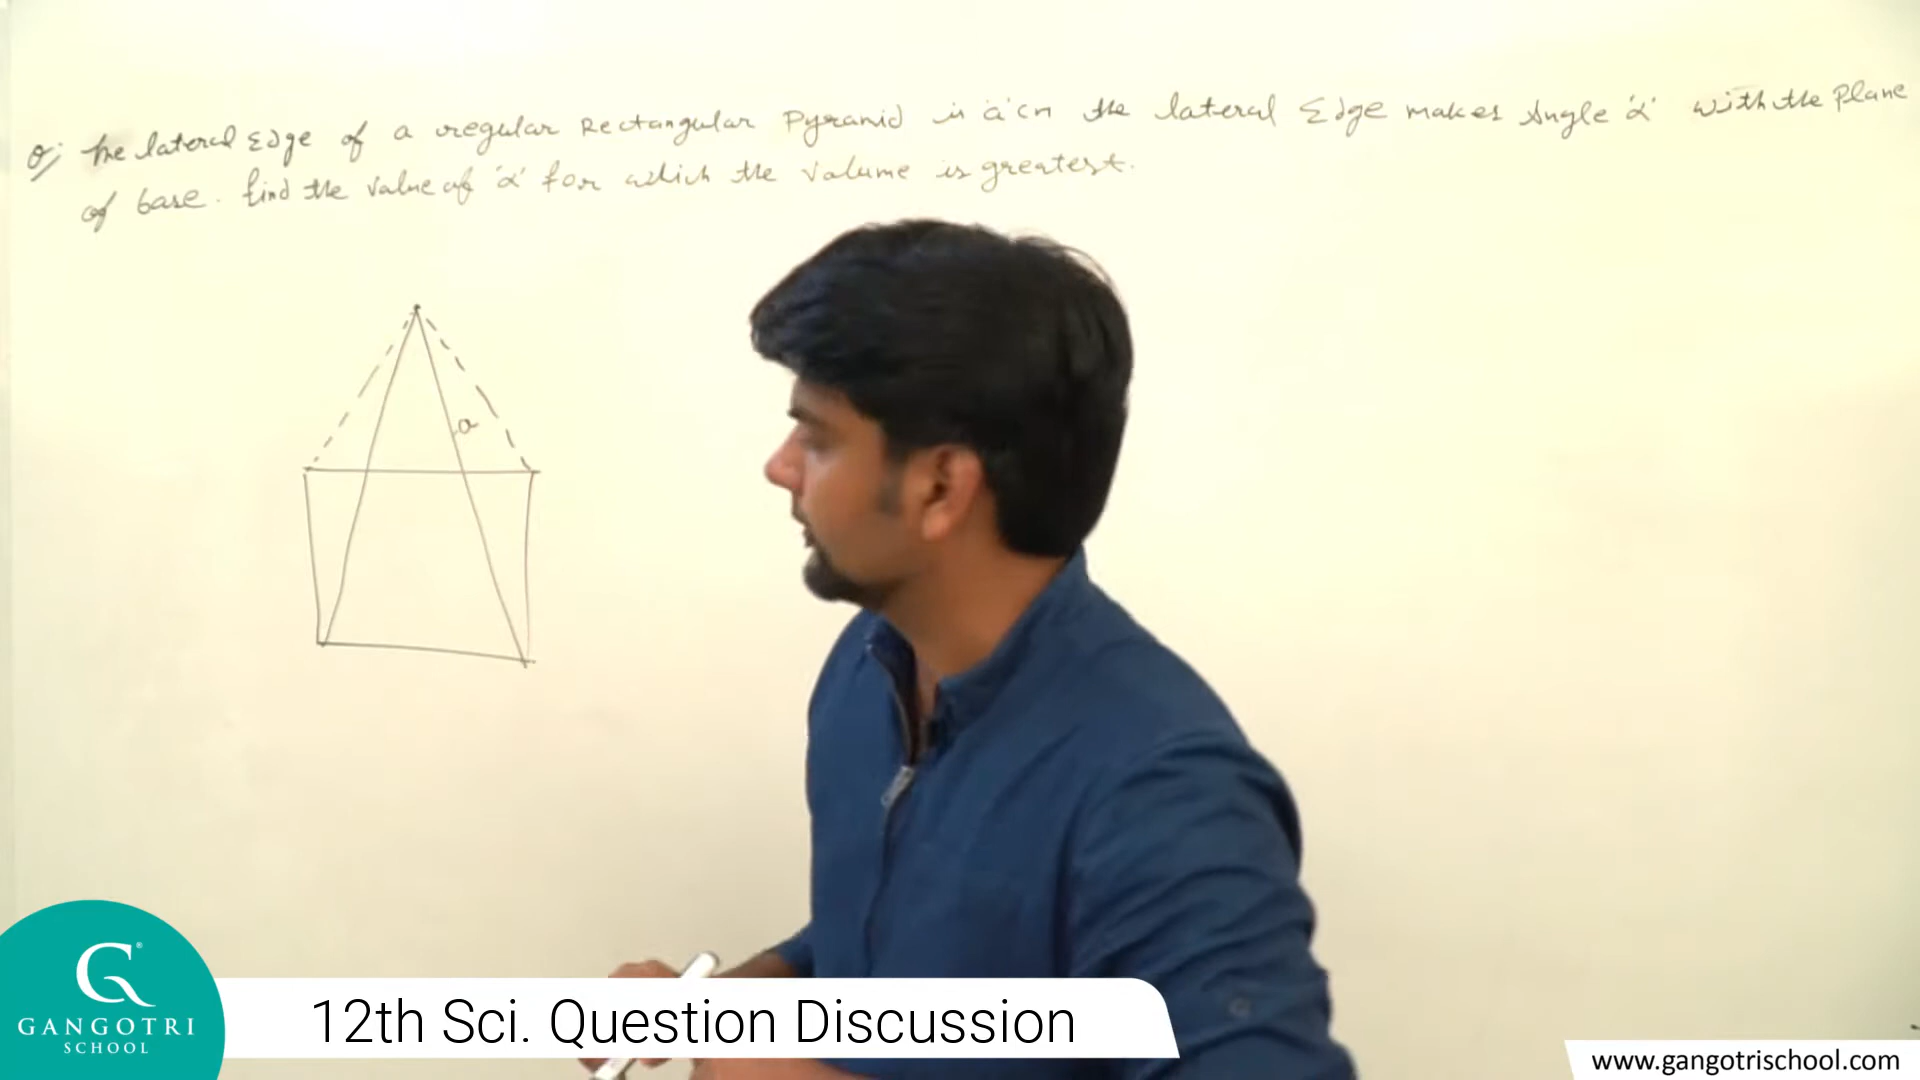 Q; The lateral Edge of a regular Rectangular Pyramid is 'a' cm the lateral Edge makes Angle 'α' with the Plane
of base. find the value of 'α' for which the volume is greatest.
a
G®
GANGOTRI
SCHOOL
12th Sci. Question Discussion
www.gangotrischool.com